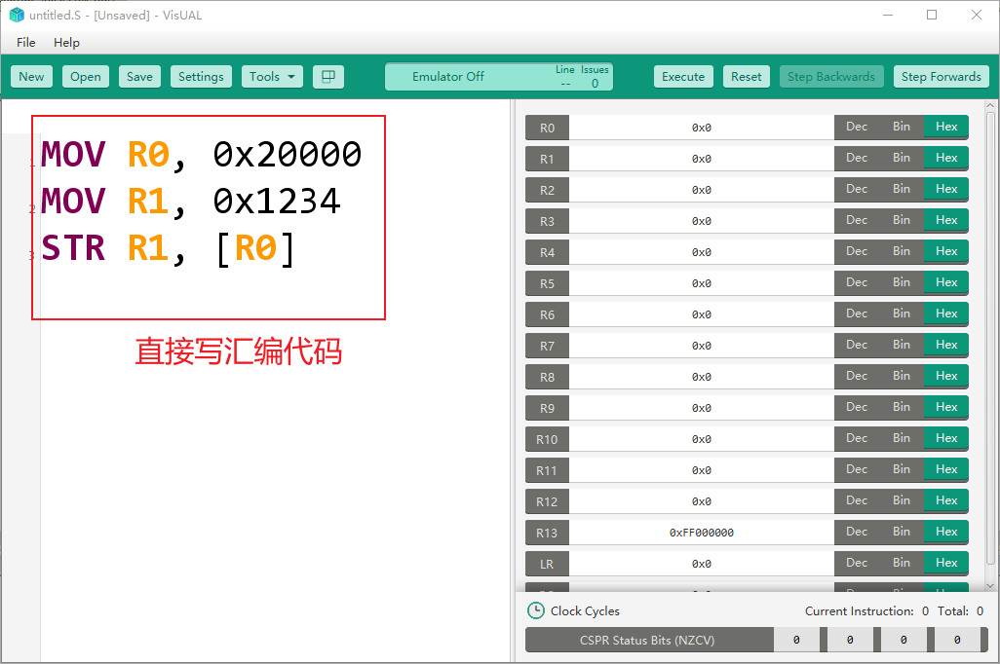 untitled.S - [Unsaved] - VisUAL
File Help
New Open Save Settings Tools Emulator Off Line Issues -- 0 Execute Reset Step Backwards Step Forwards
1 MOV R0, 0x20000
2 MOV R1, 0x1234
3 STR R1, [R0]
直接写汇编代码
R0 0x0 Dec Bin Hex
R1 0x0 Dec Bin Hex
R2 0x0 Dec Bin Hex
R3 0x0 Dec Bin Hex
R4 0x0 Dec Bin Hex
R5 0x0 Dec Bin Hex
R6 0x0 Dec Bin Hex
R7 0x0 Dec Bin Hex
R8 0x0 Dec Bin Hex
R9 0x0 Dec Bin Hex
R10 0x0 Dec Bin Hex
R11 0x0 Dec Bin Hex
R12 0x0 Dec Bin Hex
R13 0xFF000000 Dec Bin Hex
LR 0x0 Dec Bin Hex
Clock Cycles Current Instruction: 0 Total: 0
CSPR Status Bits (NZCV) 0 0 0 0